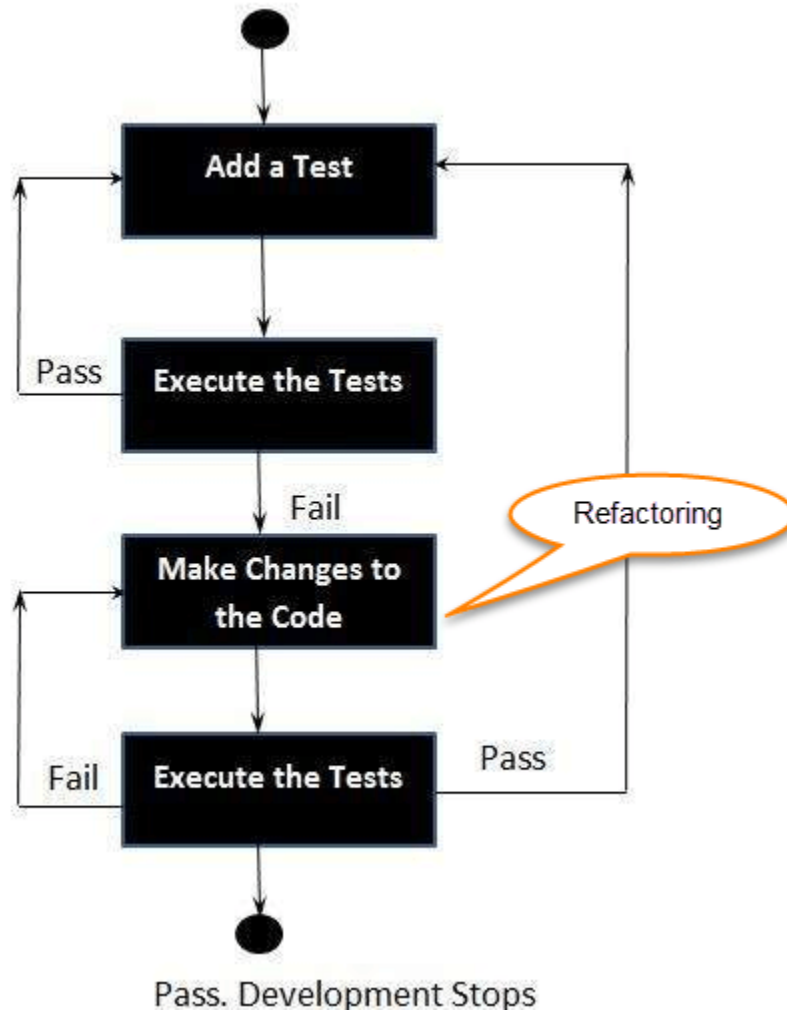 Add a Test
Pass
Execute the Tests
Fail
Refactoring
Make Changes to
the Code
Fail
Execute the Tests
Pass
Pass. Development Stops